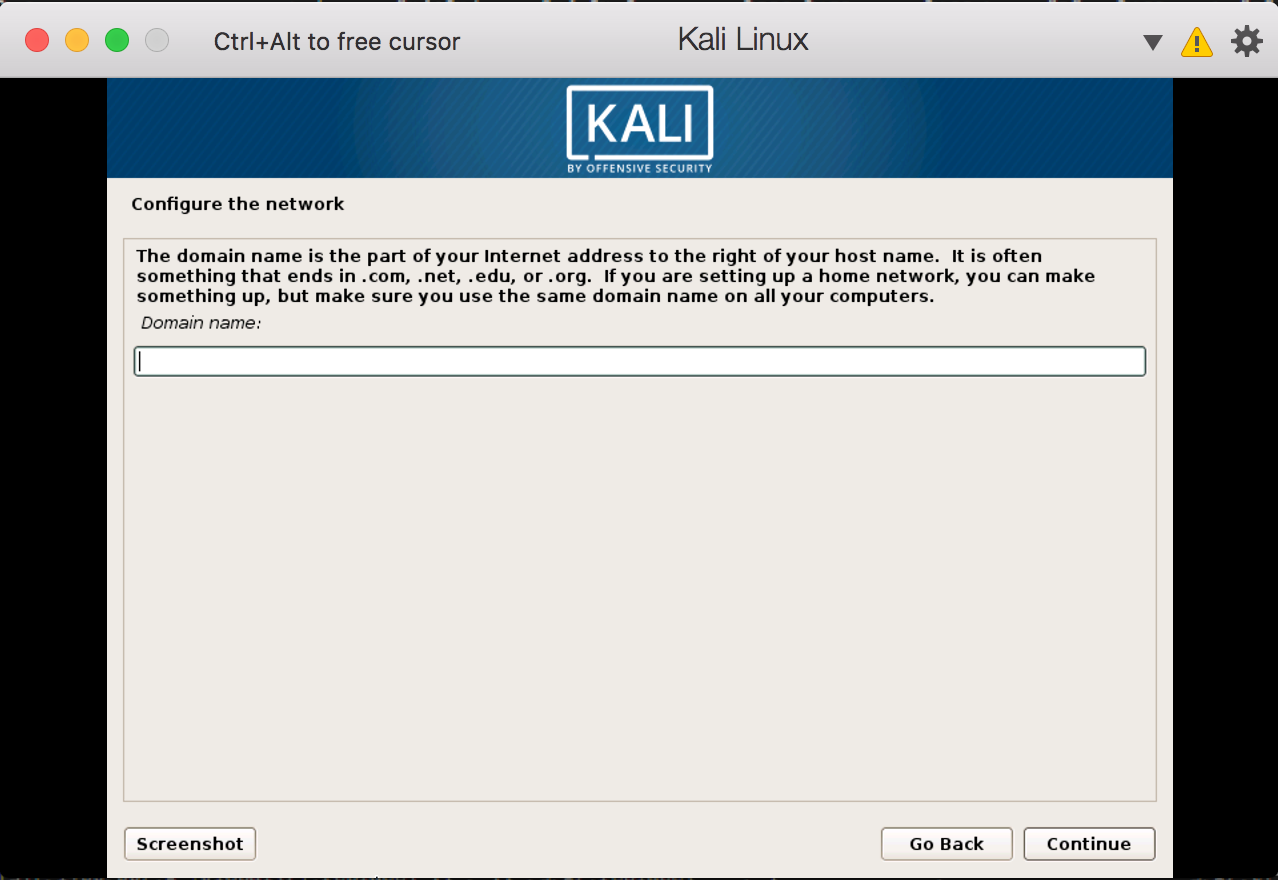 Ctrl+Alt to free cursor
Kali Linux
KALI
BY OFFENSIVE SECURITY
Configure the network
The domain name is the part of your Internet address to the right of your host name.  It is often
something that ends in .com, .net, .edu, or .org.  If you are setting up a home network, you can make
something up, but make sure you use the same domain name on all your computers.
Domain name:
Screenshot
Go Back
Continue